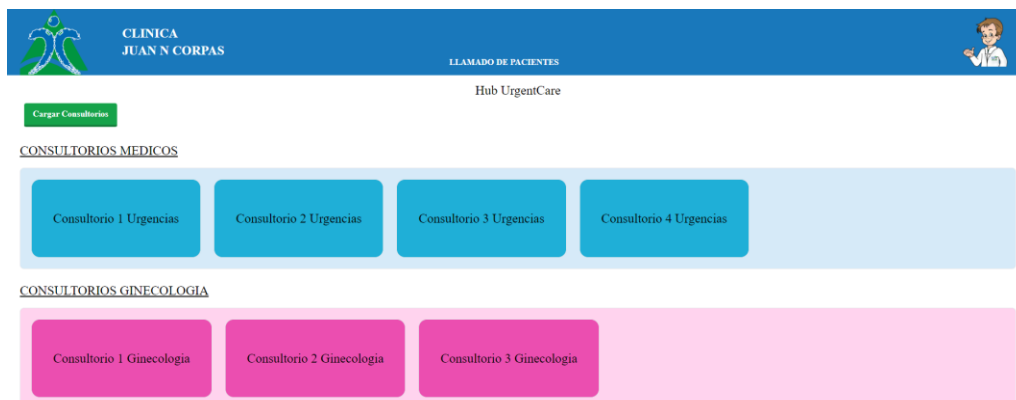 CLINICA
JUAN N CORPAS
LLAMADO DE PACIENTES
Hub UrgentCare
Cargar Consultorios
CONSULTORIOS MEDICOS
Consultorio 1 Urgencias
Consultorio 2 Urgencias
Consultorio 3 Urgencias
Consultorio 4 Urgencias
CONSULTORIOS GINECOLOGIA
Consultorio 1 Ginecologia
Consultorio 2 Ginecologia
Consultorio 3 Ginecologia